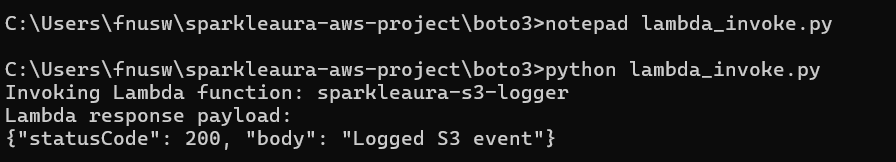 C:\Users\fnusw\sparkleaura-aws-project\boto3>notepad lambda_invoke.py
C:\Users\fnusw\sparkleaura-aws-project\boto3>python lambda_invoke.py
Invoking Lambda function: sparkleaura-s3-logger
Lambda response payload:
{"statusCode": 200, "body": "Logged S3 event"}